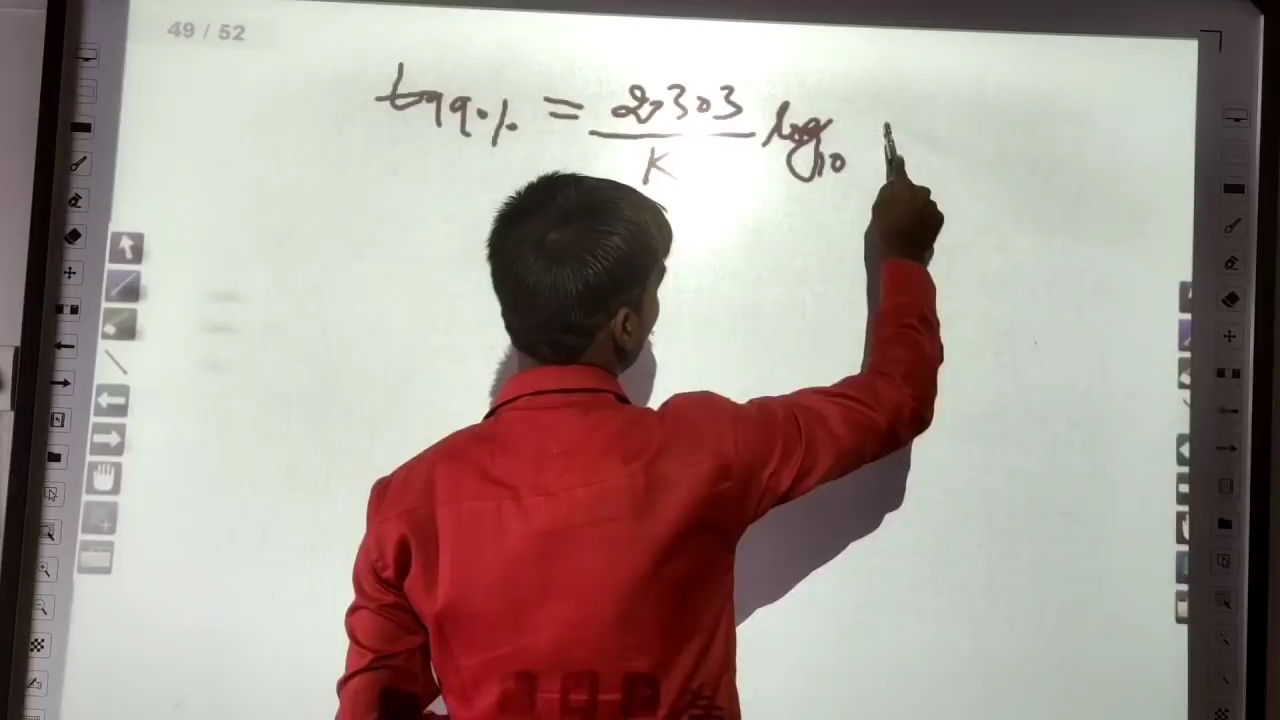 49 / 52
t99% = 2.303 / K log10